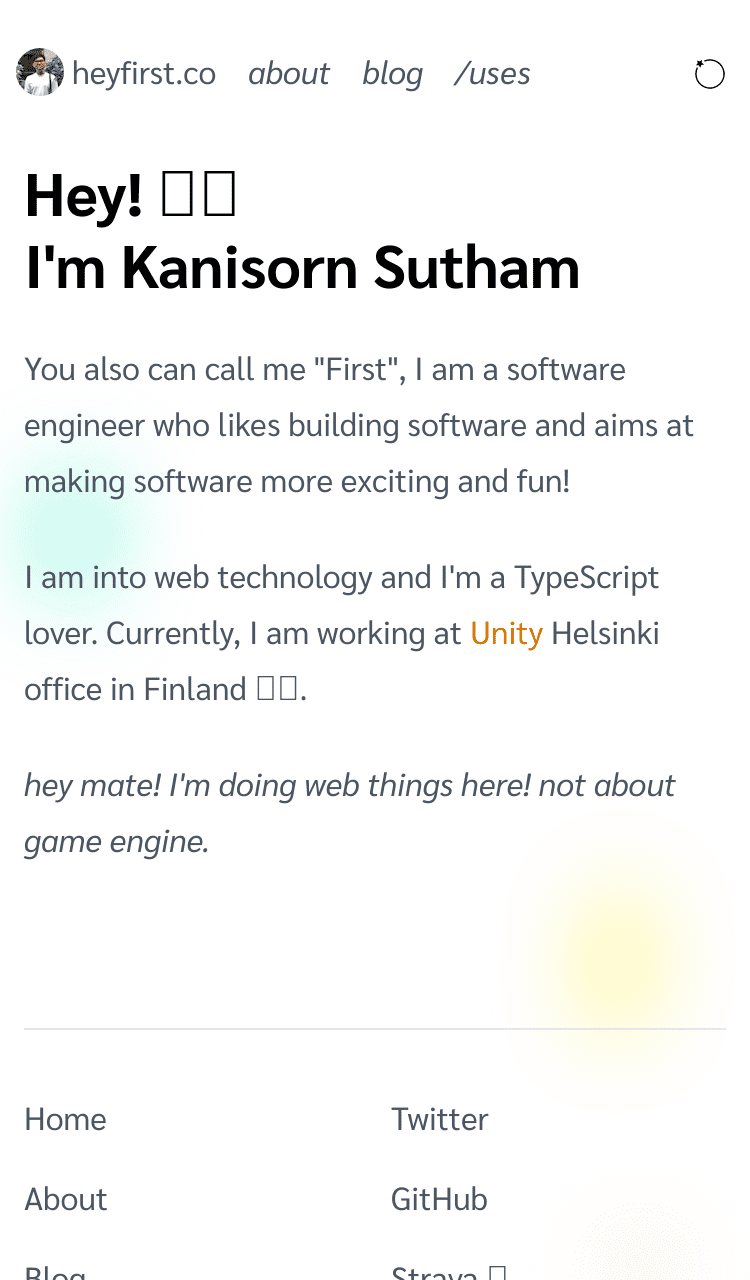 heyfirst.co about blog /uses
Hey! 
I'm Kanisorn Sutham
You also can call me "First", I am a software
engineer who likes building software and aims at
making software more exciting and fun!
I am into web technology and I'm a TypeScript
lover. Currently, I am working at Unity Helsinki
office in Finland .
hey mate! I'm doing web things here! not about
game engine.
Home
Twitter
About
GitHub
Blog
Strava